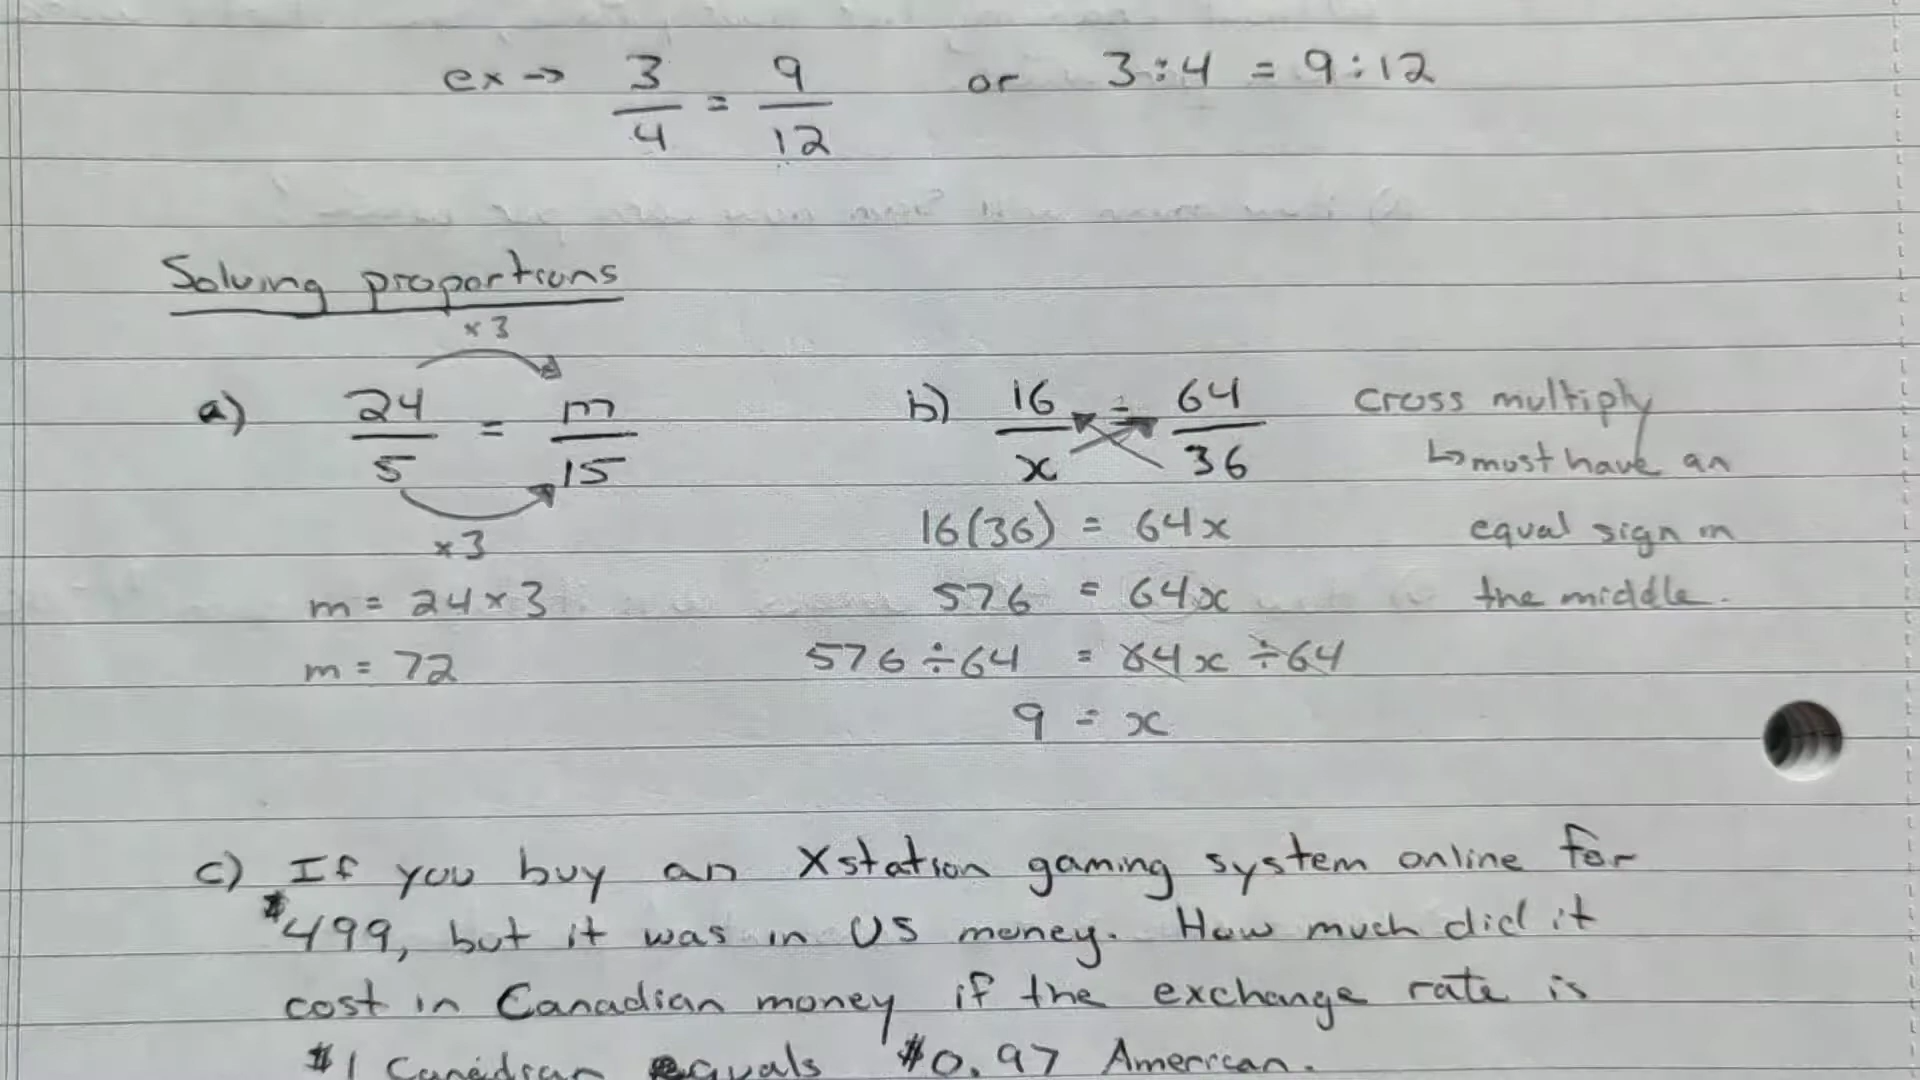 ex → 3/4 = 9/12 or 3:4 = 9:12
Solving proportions
×3
a) 24/5 = m/15
×3
m = 24 × 3
m = 72
b) 16/x = 64/36
16(36) = 64x
576 = 64x
576 ÷ 64 = 64x ÷ 64
9 = x
cross multiply
↳ must have an
equal sign in
the middle.
c) If you buy an Xstation gaming system online for
$499, but it was in US money. How much did it
cost in Canadian money if the exchange rate is
$1 Canadian equals $0.97 American.